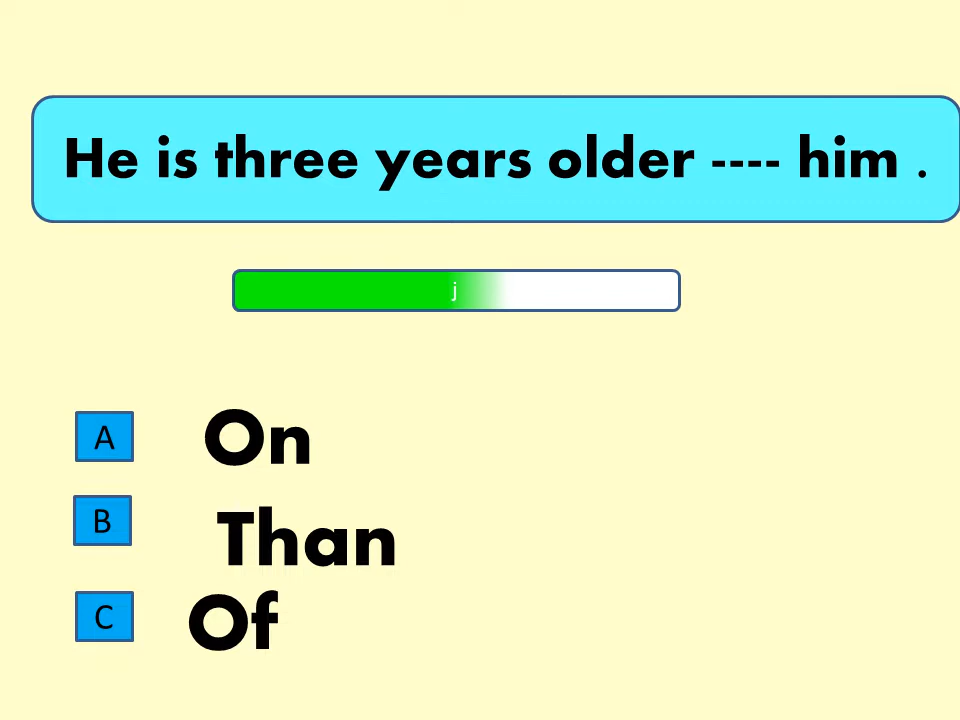 He is three years older ---- him .
j
A On
B Than
C Of